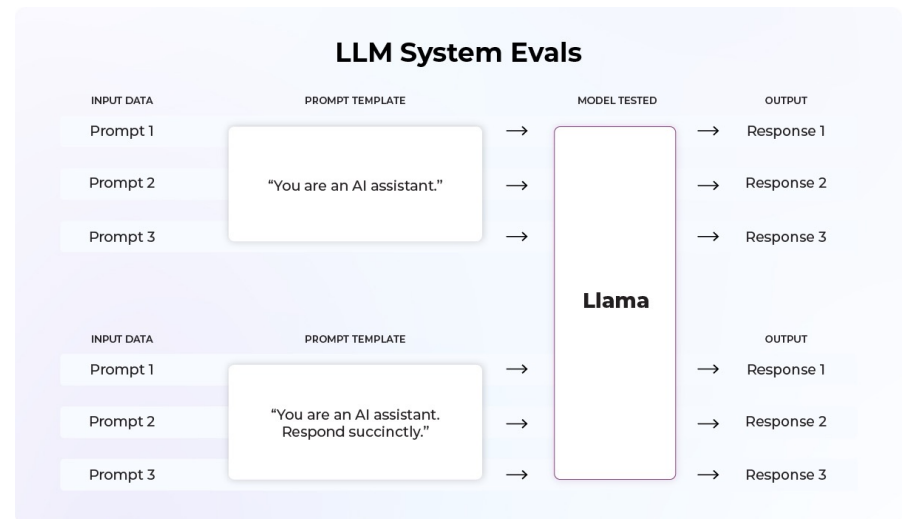 LLM System Evals
INPUT DATA
PROMPT TEMPLATE
MODEL TESTED
OUTPUT
Prompt 1
Response 1
Prompt 2
“You are an AI assistant.”
Response 2
Prompt 3
Response 3
Llama
INPUT DATA
PROMPT TEMPLATE
OUTPUT
Prompt 1
Response 1
Prompt 2
“You are an AI assistant.
Respond succinctly.”
Response 2
Prompt 3
Response 3